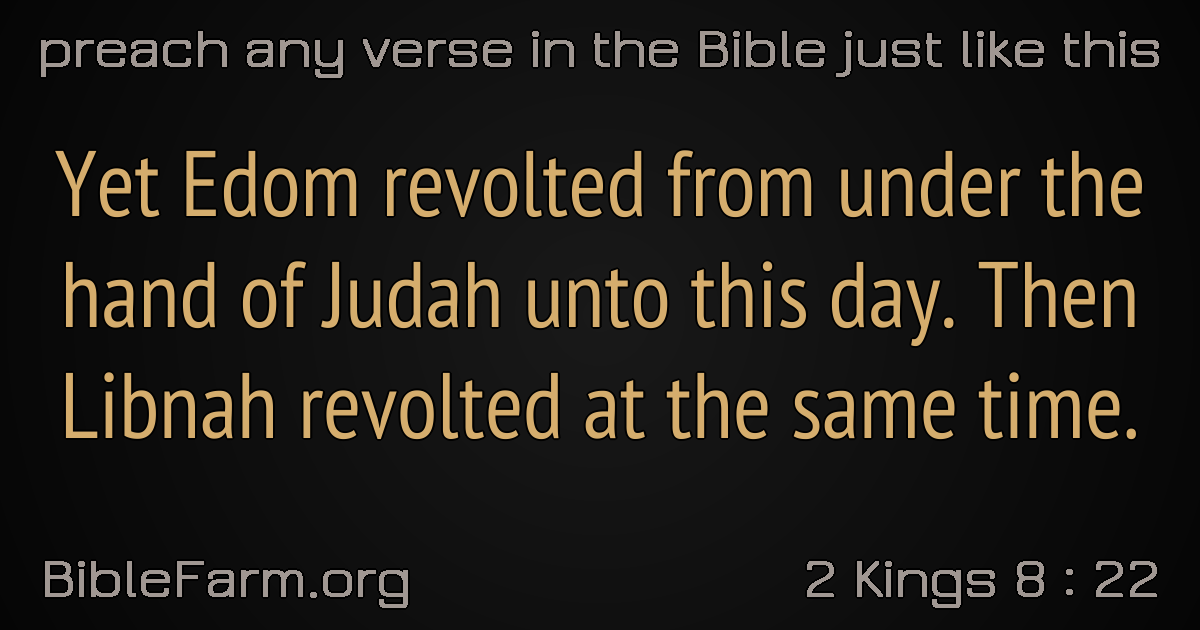 preach any verse in the Bible just like this
Yet Edom revolted from under the
hand of Judah unto this day. Then
Libnah revolted at the same time.
BibleFarm.org
2 Kings 8 : 22